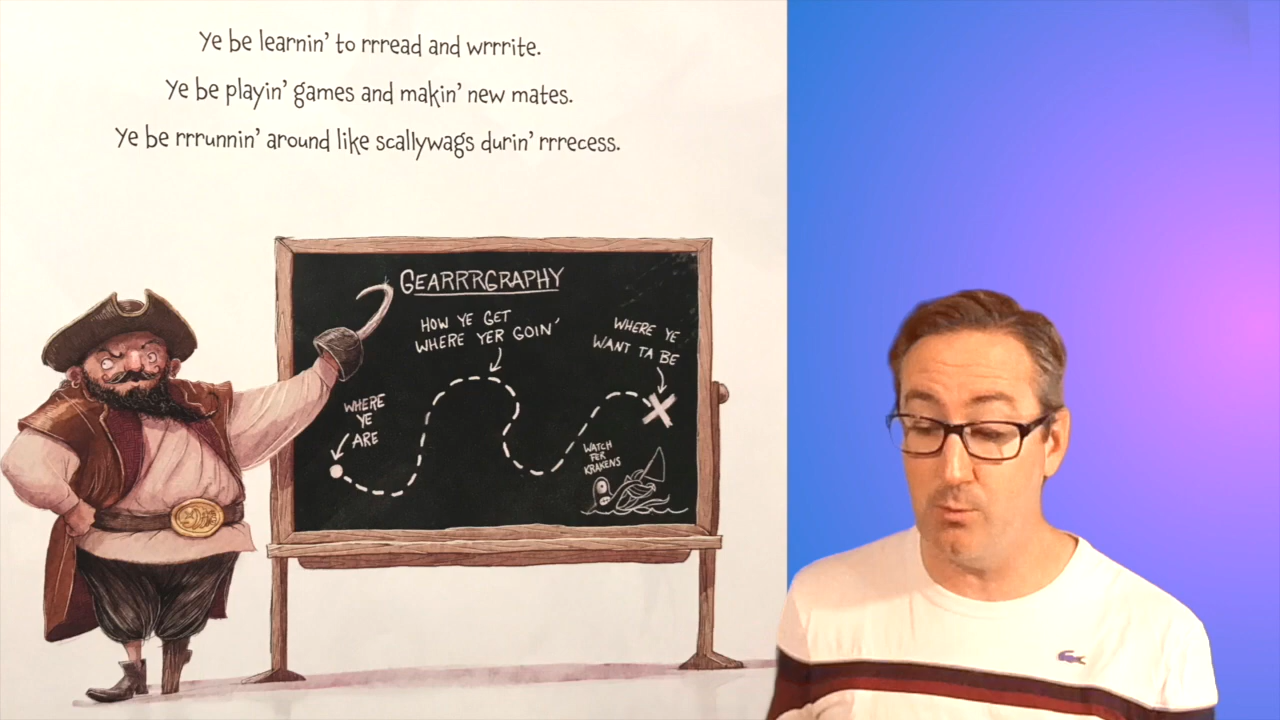 Ye be learnin' to rrread and wrrrite.
Ye be playin' games and makin' new mates.
Ye be rrrunnin' around like scallywags durin' rrrecess.
GEARRRGRAPHY
HOW YE GET
WHERE YER GOIN'
WHERE YE
WANT TA BE
WHERE
YE
ARE
WATCH
FER
KRAKENS